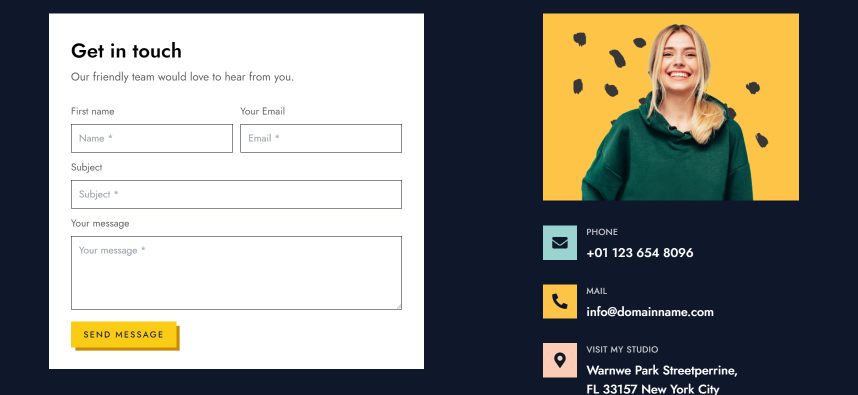 Get in touch
Our friendly team would love to hear from you.
First name
Your Email
Name *
Email *
Subject
Subject *
Your message
Your message *
SEND MESSAGE
PHONE
+01 123 654 8096
MAIL
info@domainname.com
VISIT MY STUDIO
Warnwe Park Streetperrine,
FL 33157 New York City